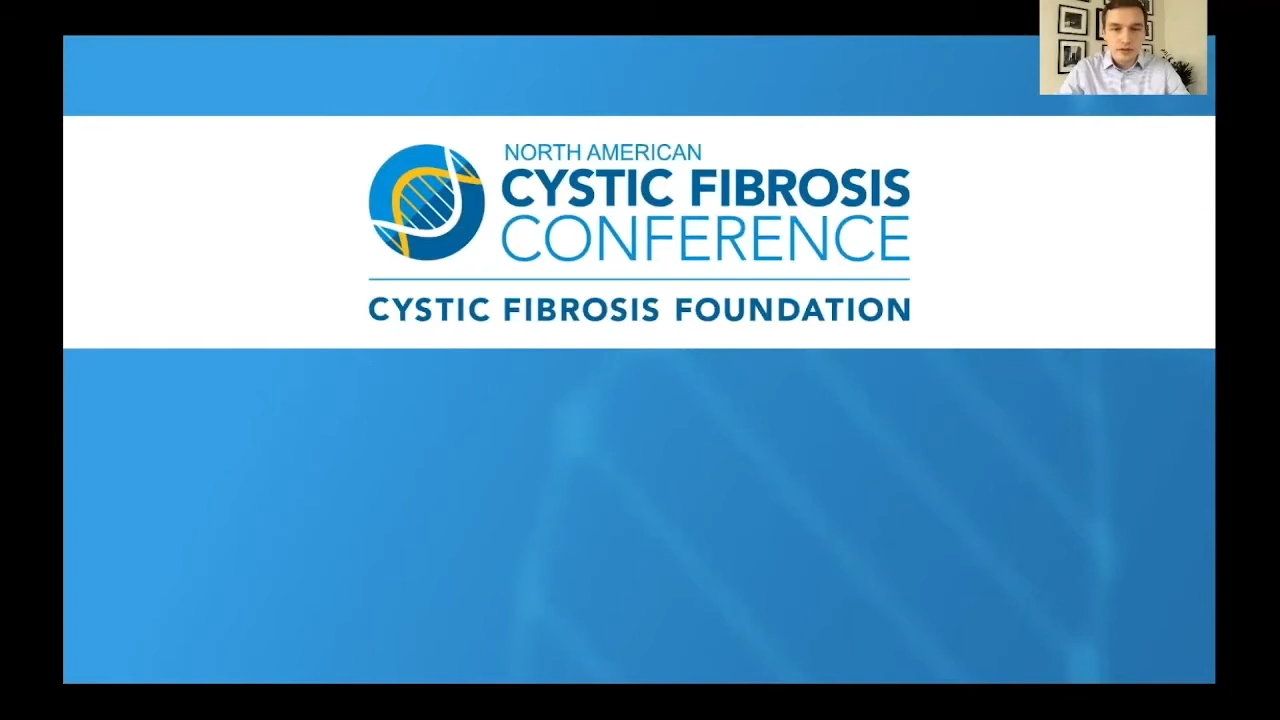 NORTH AMERICAN
CYSTIC FIBROSIS
CONFERENCE
CYSTIC FIBROSIS FOUNDATION